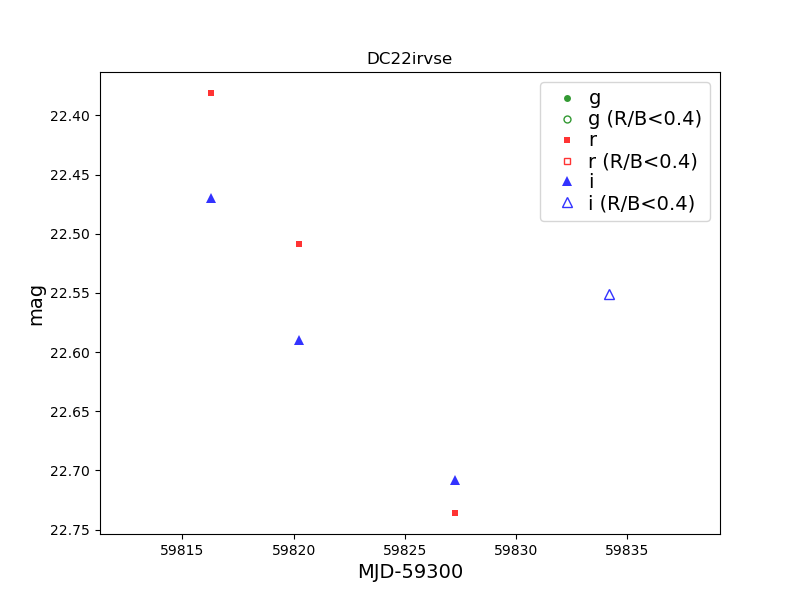 DC22irvse
22.40
22.45
22.50
22.55
22.60
22.65
22.70
22.75
mag
g
g (R/B<0.4)
r
r (R/B<0.4)
i
i (R/B<0.4)
59815 59820 59825 59830 59835
MJD-59300